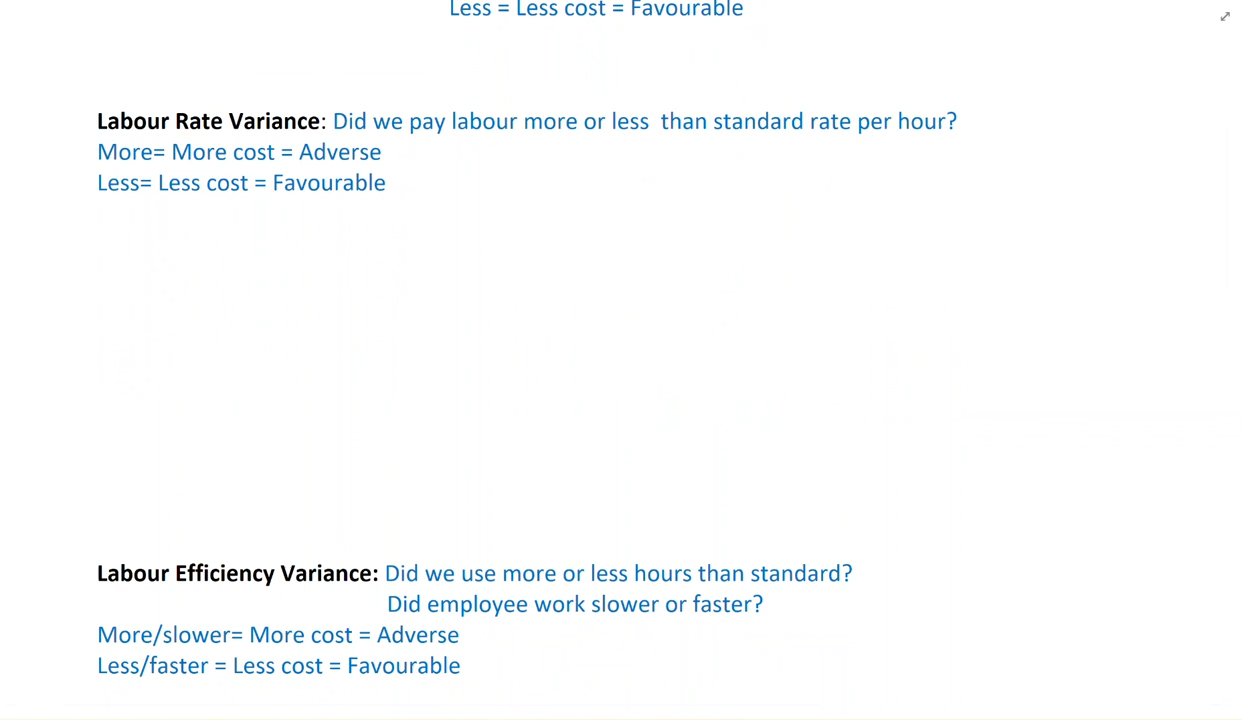 Less = Less cost = Favourable
Labour Rate Variance: Did we pay labour more or less  than standard rate per hour?
More= More cost = Adverse
Less= Less cost = Favourable
Labour Efficiency Variance: Did we use more or less hours than standard?
Did employee work slower or faster?
More/slower= More cost = Adverse
Less/faster = Less cost = Favourable